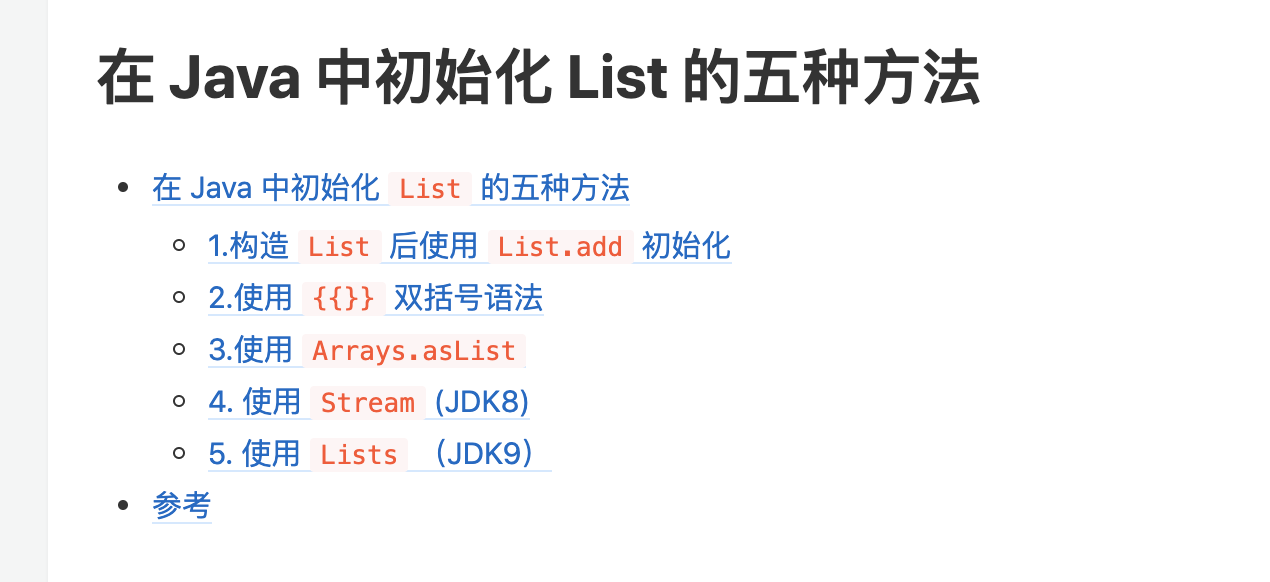 在 Java 中初始化 List 的五种方法
在 Java 中初始化 List 的五种方法
1.构造 List 后使用 List.add 初始化
2.使用 {{}} 双括号语法
3.使用 Arrays.asList
4. 使用 Stream (JDK8)
5. 使用 Lists （JDK9）
参考